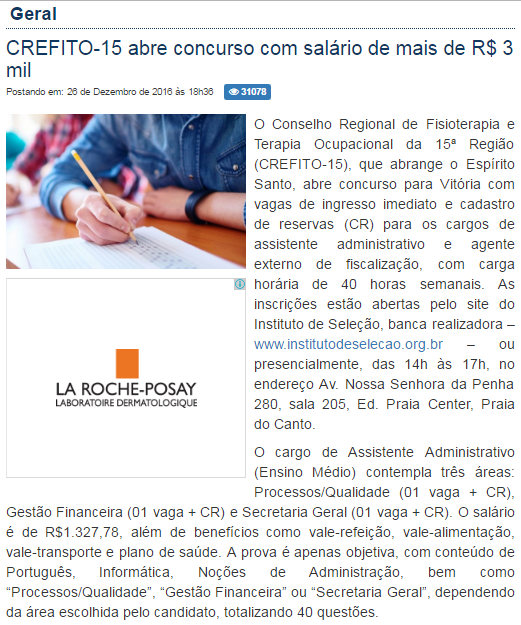 Geral
CREFITO-15 abre concurso com salário de mais de R$ 3
mil
Postando em: 26 de Dezembro de 2016 às 18h36 31078
O Conselho Regional de Fisioterapia e
Terapia Ocupacional da 15ª Região
(CREFITO-15), que abrange o Espírito
Santo, abre concurso para Vitória com
vagas de ingresso imediato e cadastro
de reservas (CR) para os cargos de
assistente administrativo e agente
externo de fiscalização, com carga
horária de 40 horas semanais. As
inscrições estão abertas pelo site do
Instituto de Seleção, banca realizadora –
www.institutodeselecao.org.br – ou
presencialmente, das 14h às 17h, no
endereço Av. Nossa Senhora da Penha
280, sala 205, Ed. Praia Center, Praia
do Canto.
LA ROCHE-POSAY
LABORATOIRE DERMATOLOGIQUE
O cargo de Assistente Administrativo
(Ensino Médio) contempla três áreas:
Processos/Qualidade (01 vaga + CR),
Gestão Financeira (01 vaga + CR) e Secretaria Geral (01 vaga + CR). O salário
é de R$1.327,78, além de benefícios como vale-refeição, vale-alimentação,
vale-transporte e plano de saúde. A prova é apenas objetiva, com conteúdo de
Português, Informática, Noções de Administração, bem como
“Processos/Qualidade”, “Gestão Financeira” ou “Secretaria Geral”, dependendo
da área escolhida pelo candidato, totalizando 40 questões.